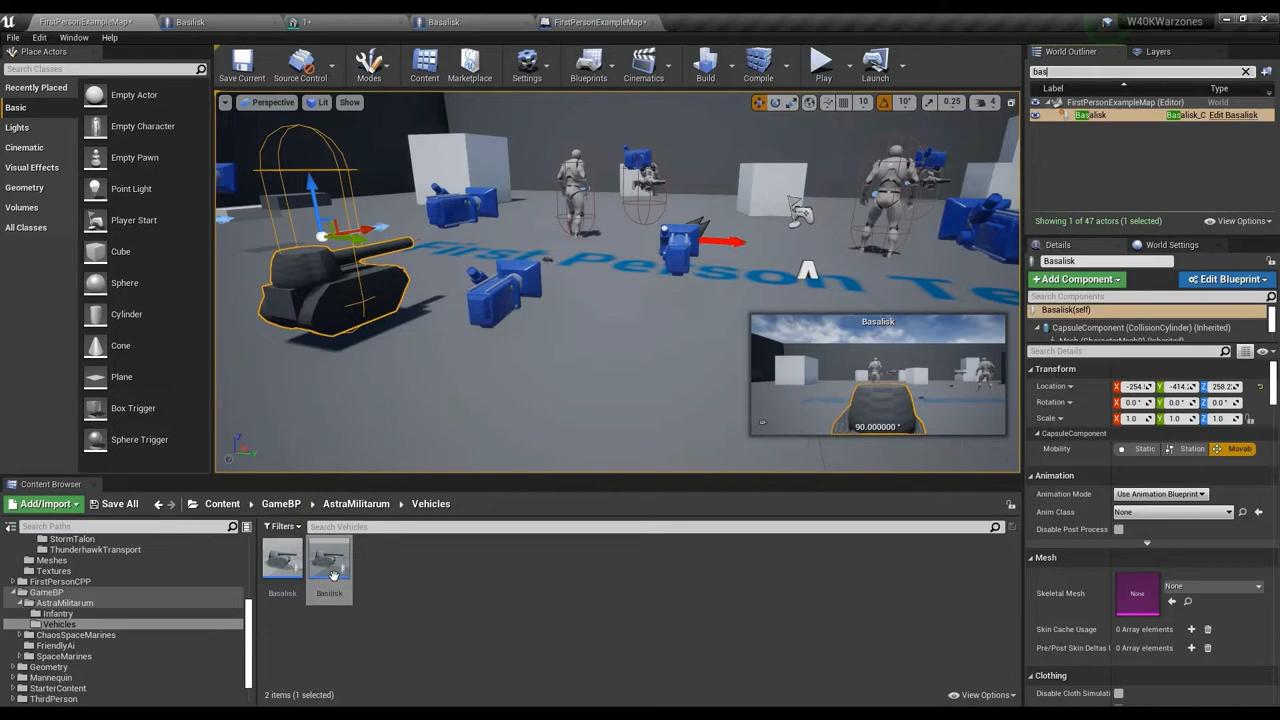 FirstPersonExampleMap*
Basilisk
1*
Basalisk
FirstPersonExampleMap*
W40KWarzones
File Edit Window Help
Place Actors
Search Classes
Recently Placed
Basic
Lights
Cinematic
Visual Effects
Geometry
Volumes
All Classes
Empty Actor
Empty Character
Empty Pawn
Point Light
Player Start
Cube
Sphere
Cylinder
Cone
Plane
Box Trigger
Sphere Trigger
Save Current
Source Control
Modes
Content
Marketplace
Settings
Blueprints
Cinematics
Build
Compile
Play
Launch
Perspective
Lit
Show
10
10°
0.25
4
First Person Te
Basalisk
90.000000 °
World Outliner
Layers
bas
Label Type
FirstPersonExampleMap (Editor) World
Basalisk Basalisk_C Edit Basalisk
Showing 1 of 47 actors (1 selected)
View Options
Details
World Settings
Basalisk
+Add Component
Edit Blueprint
Search Components
Basalisk(self)
CapsuleComponent (CollisionCylinder) (Inherited)
Search Details
Transform
Location X -254. Y -414. Z 258.2
Rotation X 0.0 ° Y 0.0 ° Z 0.0 °
Scale X 1.0 Y 1.0 Z 1.0
CapsuleComponent
Mobility Static Station Movab
Animation
Animation Mode Use Animation Blueprint
Anim Class None
Disable Post Process
Mesh
Skeletal Mesh None None
Skin Cache Usage 0 Array elements
Pre/Post Skin Deltas U 0 Array elements
Clothing
Disable Cloth Simulati
Content Browser
Add/Import
Save All
Content
GameBP
AstraMilitarum
Vehicles
Search Paths
Filters
Search Vehicles
StormTalon
ThunderhawkTransport
Meshes
Textures
FirstPersonCPP
GameBP
AstraMilitarum
Infantry
Vehicles
ChaosSpaceMarines
FriendlyAi
SpaceMarines
Geometry
Mannequin
StarterContent
ThirdPerson
Basalisk
Basilisk
2 items (1 selected)
View Options